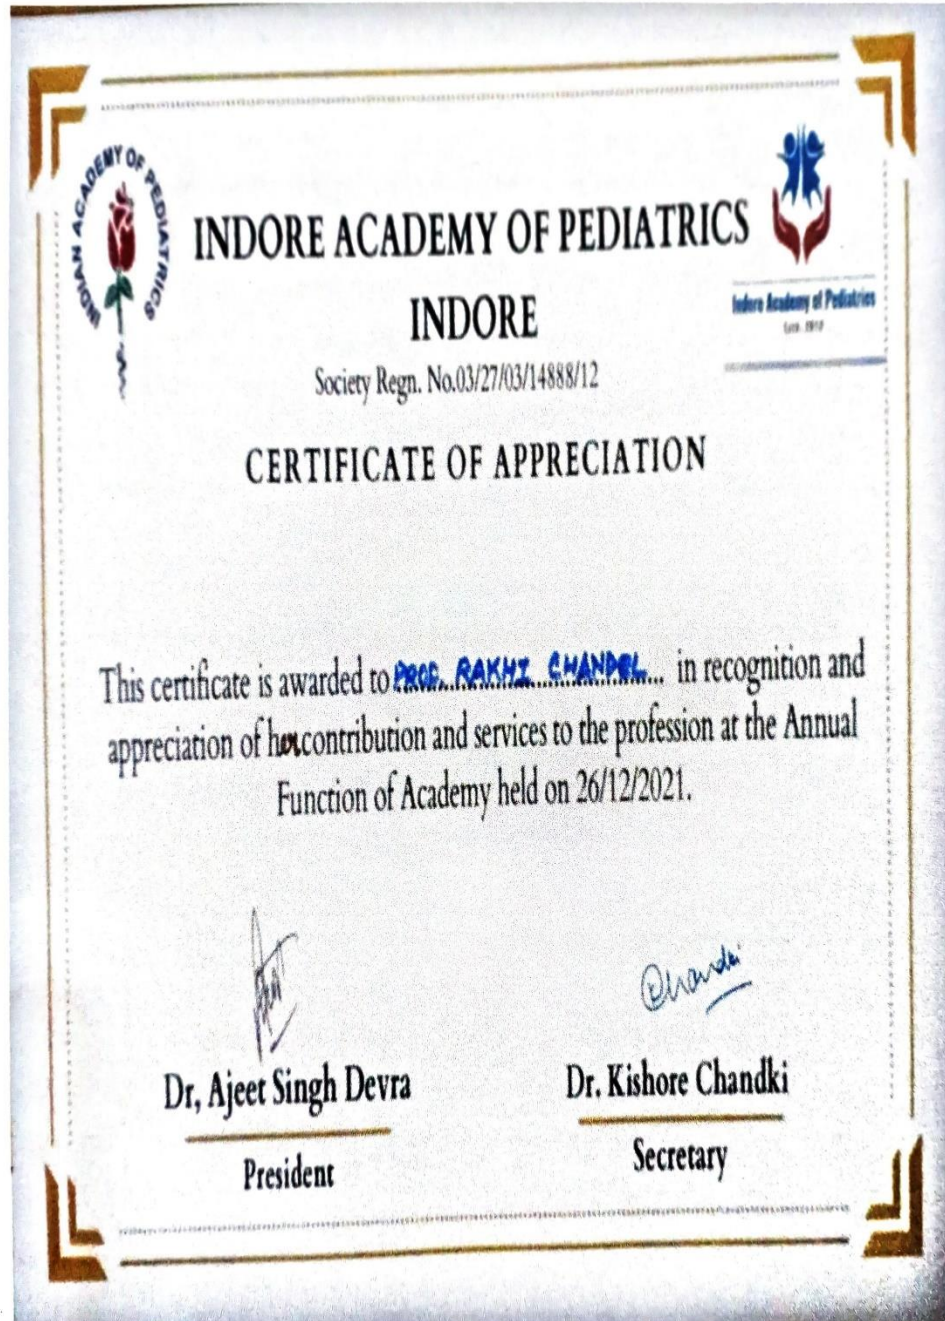 INDIAN ACADEMY OF PEDIATRICS
INDORE ACADEMY OF PEDIATRICS
INDORE
Indore Academy of Pediatrics
Society Regn. No.03/27/03/14888/12
CERTIFICATE OF APPRECIATION
This certificate is awarded to PROF. RAKHI CHANDEL in recognition and
appreciation of her contribution and services to the profession at the Annual
Function of Academy held on 26/12/2021.
Chandki
Dr, Ajeet Singh Devra
Dr. Kishore Chandki
President
Secretary